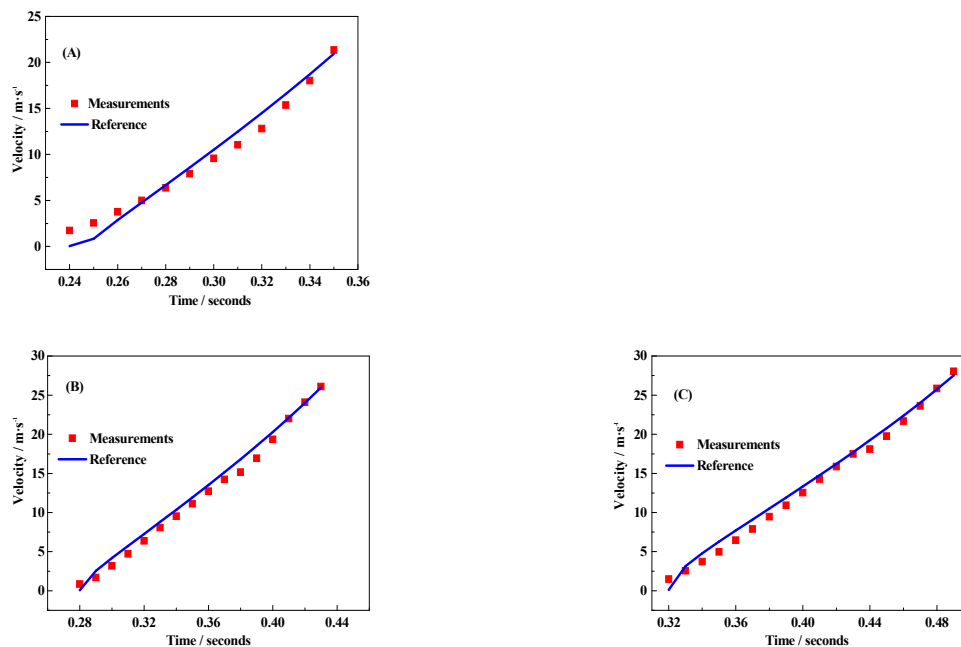 25
20
15
10
5
0
(A)
Measurements
Reference
Velocity / m·s⁻¹
0.24 0.26 0.28 0.30 0.32 0.34 0.36
Time / seconds
30
25
20
15
10
5
0
(B)
Measurements
Reference
Velocity / m·s⁻¹
0.28 0.32 0.36 0.40 0.44
Time / seconds
30
25
20
15
10
5
0
(C)
Measurements
Reference
Velocity / m·s⁻¹
0.32 0.36 0.40 0.44 0.48
Time / seconds